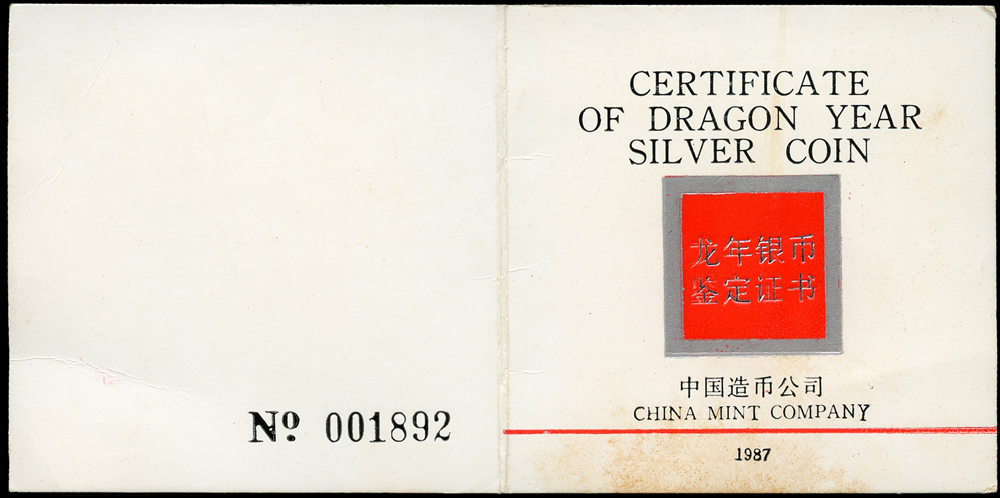 Nº 001892
CERTIFICATE
OF DRAGON YEAR
SILVER COIN
龙年银币
鉴定证书
中国造币公司
CHINA MINT COMPANY
1987